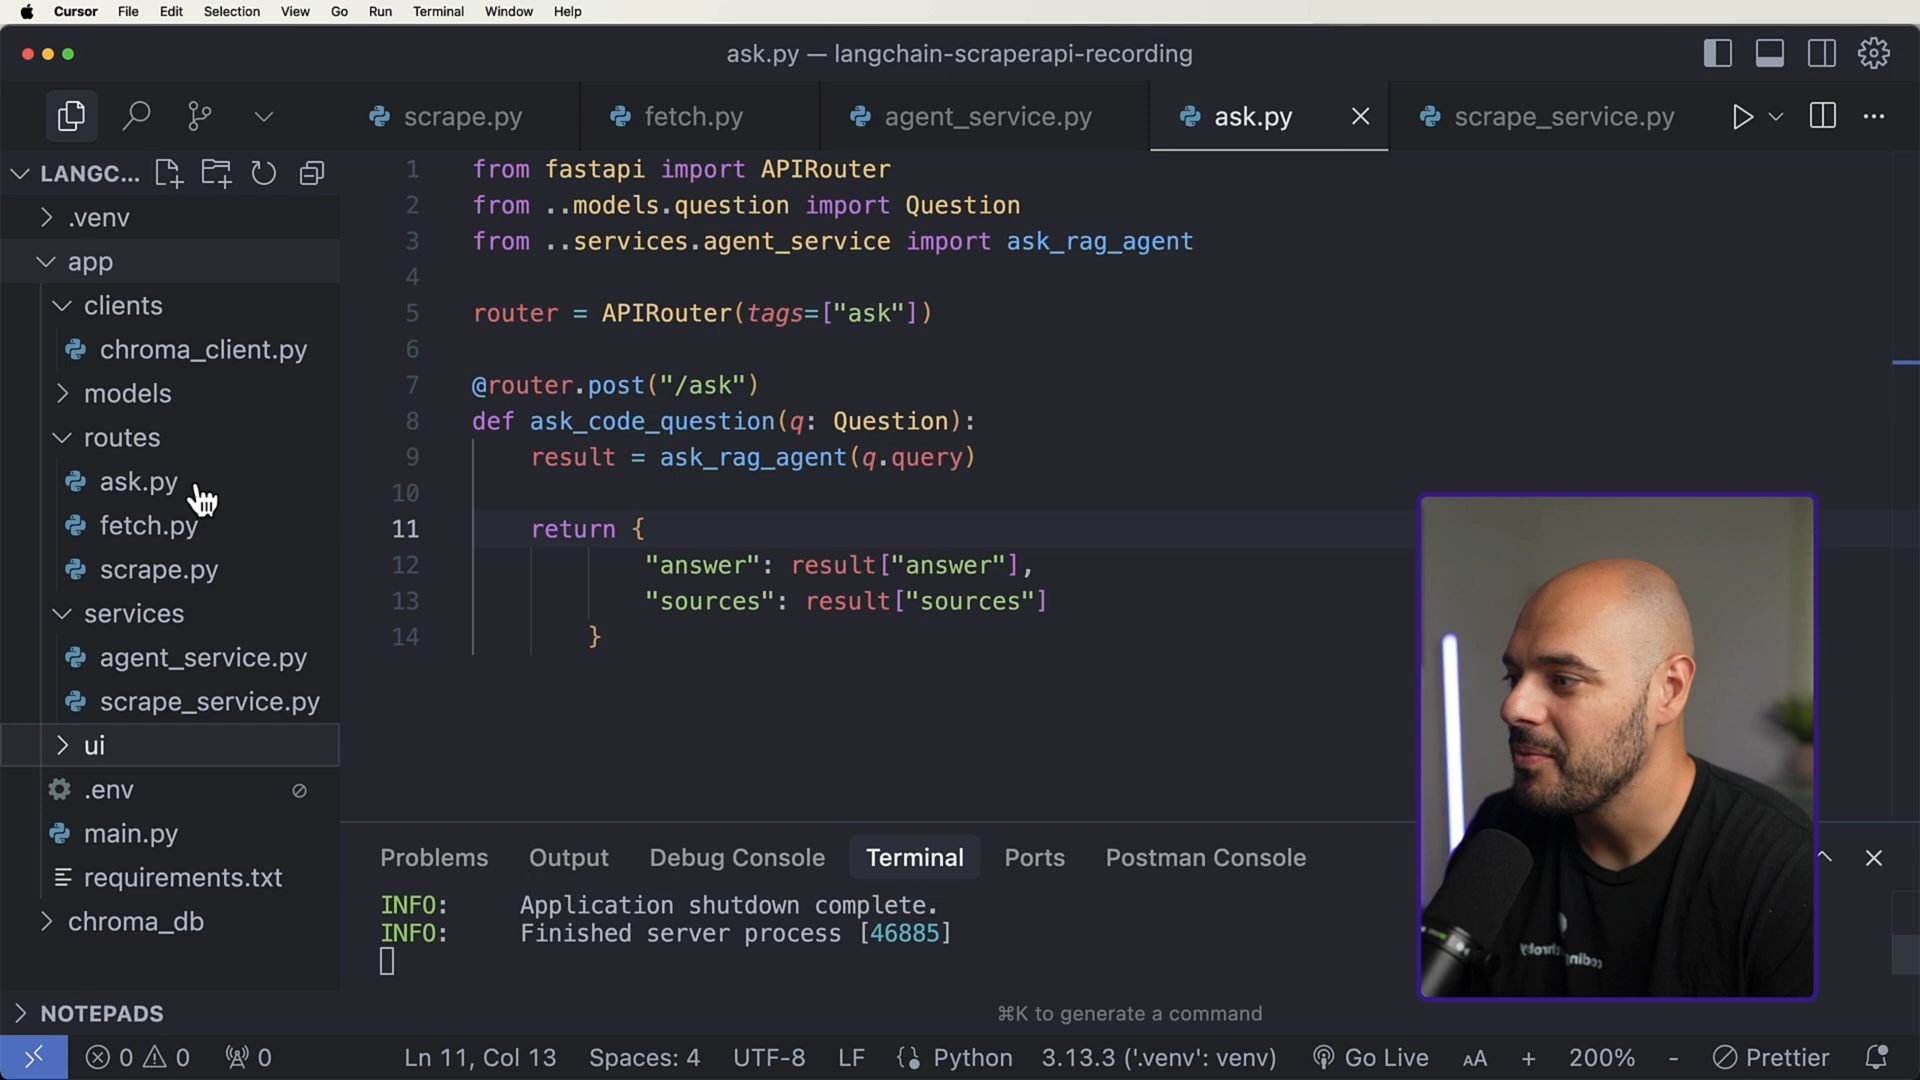 Cursor File Edit Selection View Go Run Terminal Window Help
ask.py — langchain-scraperapi-recording
scrape.py fetch.py agent_service.py ask.py scrape_service.py
LANGC...
.venv
app
clients
chroma_client.py
models
routes
ask.py
fetch.py
scrape.py
services
agent_service.py
scrape_service.py
ui
.env
main.py
requirements.txt
chroma_db
NOTEPADS
1 from fastapi import APIRouter
2 from ..models.question import Question
3 from ..services.agent_service import ask_rag_agent
4
5 router = APIRouter(tags=["ask"])
6
7 @router.post("/ask")
8 def ask_code_question(q: Question):
9 result = ask_rag_agent(q.query)
10
11 return {
12 "answer": result["answer"],
13 "sources": result["sources"]
14 }
Problems Output Debug Console Terminal Ports Postman Console
INFO: Application shutdown complete.
INFO: Finished server process [46885]
⌘K to generate a command
0 0 0 Ln 11, Col 13 Spaces: 4 UTF-8 LF Python 3.13.3 ('.venv': venv) Go Live AA + 200% - Prettier